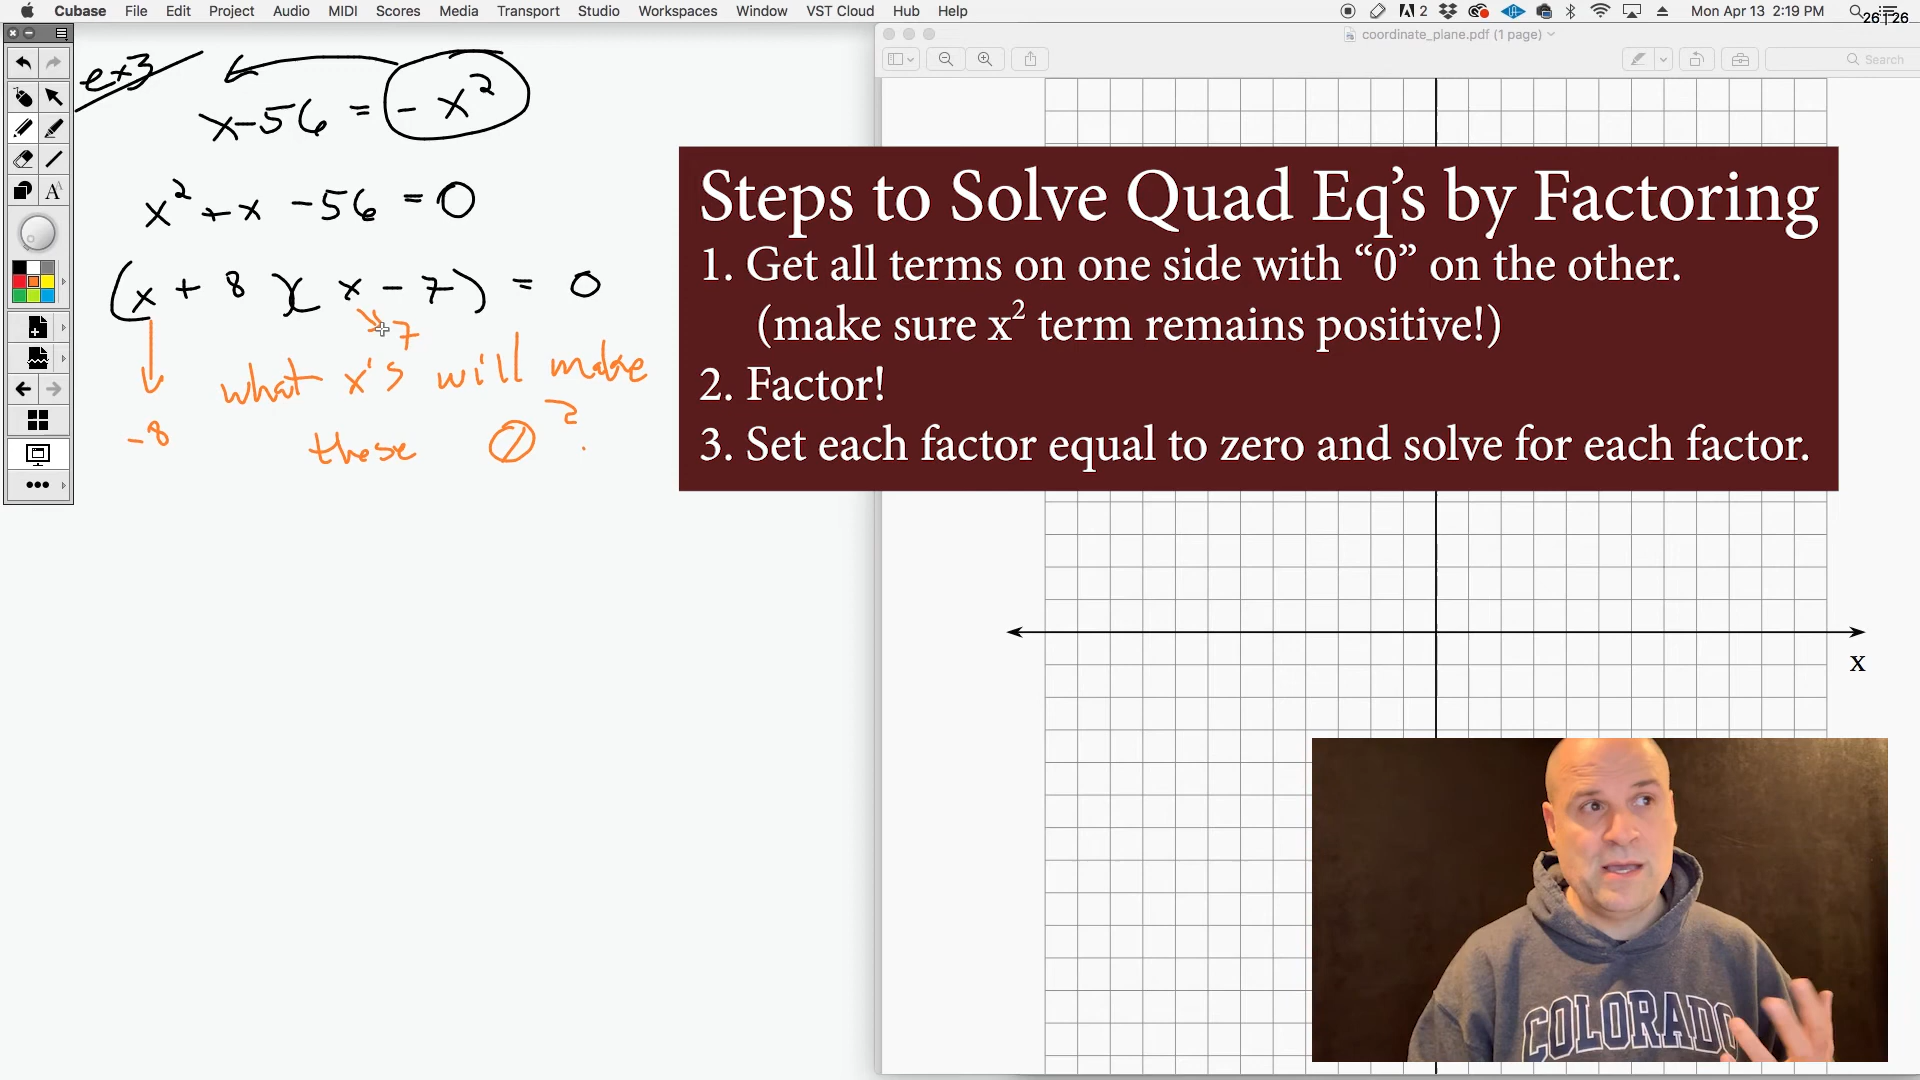 Cubase File Edit Project Audio MIDI Scores Media Transport Studio Workspaces Window VST Cloud Hub Help
2 Mon Apr 13 2:19 PM 26 | 26
coordinate_plane.pdf (1 page)
Search
ex3
x-56 = - x²
x² + x - 56 = 0
(x + 8)(x - 7) = 0
7
what x's will make
-8
these 0 ?
Steps to Solve Quad Eq's by Factoring
1. Get all terms on one side with “0” on the other.
(make sure x² term remains positive!)
2. Factor!
3. Set each factor equal to zero and solve for each factor.
A
x
COLORADO